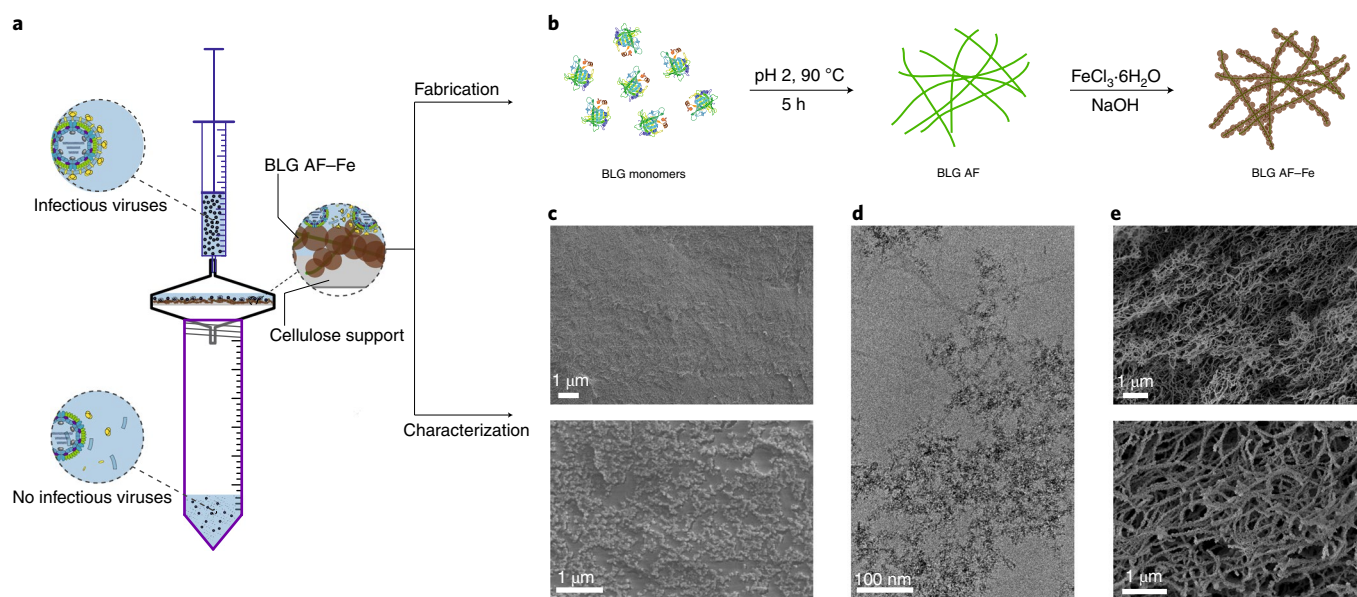 a
Infectious viruses
BLG AF–Fe
Cellulose support
No infectious viruses
Fabrication
Characterization
b
BLG monomers
pH 2, 90 °C
5 h
BLG AF
FeCl₃·6H₂O
NaOH
BLG AF–Fe
c
1 μm
1 μm
d
100 nm
e
1 μm
1 μm